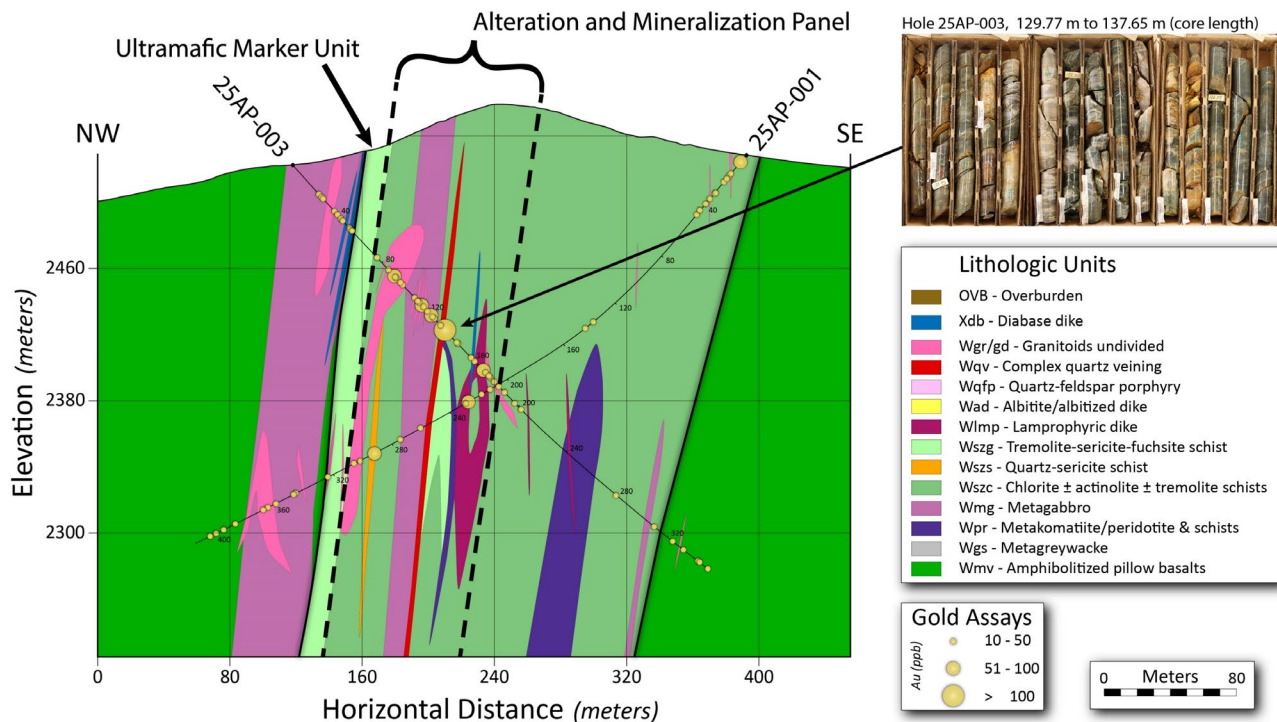 Alteration and Mineralization Panel
Ultramafic Marker Unit
Hole 25AP-003, 129.77 m to 137.65 m (core length)
25AP-003
25AP-001
NW
SE
40
80
120
160
200
240
280
320
40
80
120
160
200
240
280
320
360
400
2460
2380
2300
Elevation (meters)
0
80
160
240
320
400
Horizontal Distance (meters)
Lithologic Units
OVB - Overburden
Xdb - Diabase dike
Wgr/gd - Granitoids undivided
Wqv - Complex quartz veining
Wqfp - Quartz-feldspar porphyry
Wad - Albitite/albitized dike
Wlmp - Lamprophyric dike
Wszg - Tremolite-sericite-fuchsite schist
Wszs - Quartz-sericite schist
Wszc - Chlorite ± actinolite ± tremolite schists
Wmg - Metagabbro
Wpr - Metakomatiite/peridotite & schists
Wgs - Metagreywacke
Wmv - Amphibolitized pillow basalts
Gold Assays
Au (ppb)
10 - 50
51 - 100
> 100
0 Meters 80